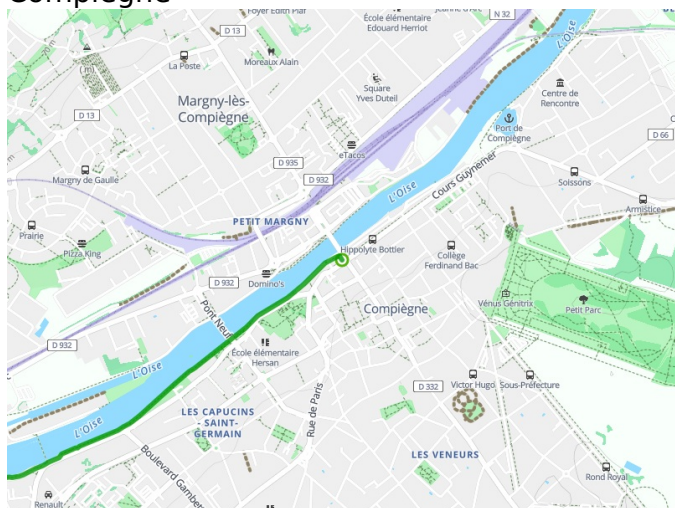 Compiègne
Foyer Edith Piaf
École élémentaire
Edouard Herriot
N 32
L'Oise
D 13
La Poste
Moreaux Alain
Square
Yves Duteil
Centre de
Rencontre
Margny-lès-
Compiègne
D 13
Port de
Compiègne
D 66
eTacos
D 935
D 932
Margny de Gaulle
L'Oise
Cours Guynemer
Soissons
Armistice
Prairie
PETIT MARGNY
Pizza King
Hippolyte Bottier
Collège
Ferdinand Bac
D 932
Domino's
Vénus Génitrix
Petit Parc
Compiègne
Pont Neuf
D 932
École élémentaire
Hersan
L'Oise
D 332
Victor Hugo
Sous-Préfecture
Rue de Paris
L'Oise
LES CAPUCINS
- SAINT-
GERMAIN
LES VENEURS
Boulevard Gambetta
Rond Royal
Renault